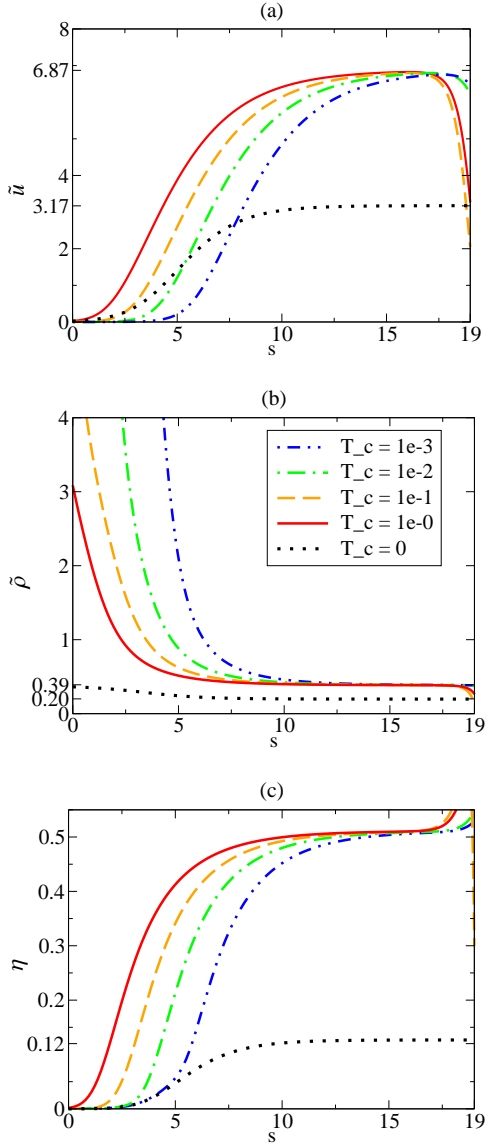 (a)
8
6.87
4
3.17
2
0
ũ
0 5 10 15 19
s
(b)
4
3
2
1
0.39
0.20
0
ρ̃
T_c = 1e-3
T_c = 1e-2
T_c = 1e-1
T_c = 1e-0
T_c = 0
0 5 10 15 19
s
(c)
0.5
0.4
0.3
0.2
0.12
0
η
0 5 10 15 19
s